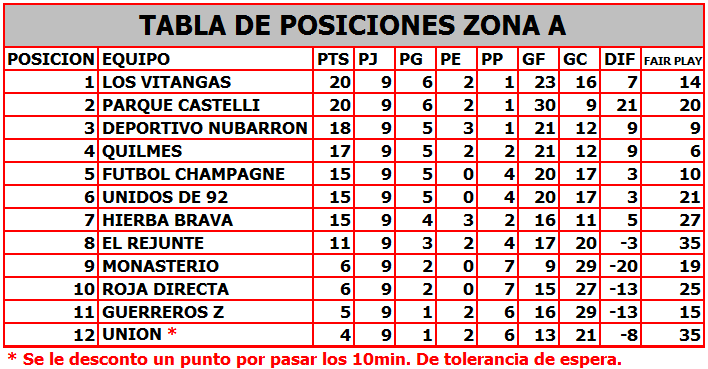 TABLA DE POSICIONES ZONA A
POSICION EQUIPO PTS PJ PG PE PP GF GC DIF FAIR PLAY
1 LOS VITANGAS 20 9 6 2 1 23 16 7 14
2 PARQUE CASTELLI 20 9 6 2 1 30 9 21 20
3 DEPORTIVO NUBARRON 18 9 5 3 1 21 12 9 9
4 QUILMES 17 9 5 2 2 21 12 9 6
5 FUTBOL CHAMPAGNE 15 9 5 0 4 20 17 3 10
6 UNIDOS DE 92 15 9 5 0 4 20 17 3 21
7 HIERBA BRAVA 15 9 4 3 2 16 11 5 27
8 EL REJUNTE 11 9 3 2 4 17 20 -3 35
9 MONASTERIO 6 9 2 0 7 9 29 -20 19
10 ROJA DIRECTA 6 9 2 0 7 15 27 -13 25
11 GUERREROS Z 5 9 1 2 6 16 29 -13 15
12 UNION * 4 9 1 2 6 13 21 -8 35
* Se le desconto un punto por pasar los 10min. De tolerancia de espera.